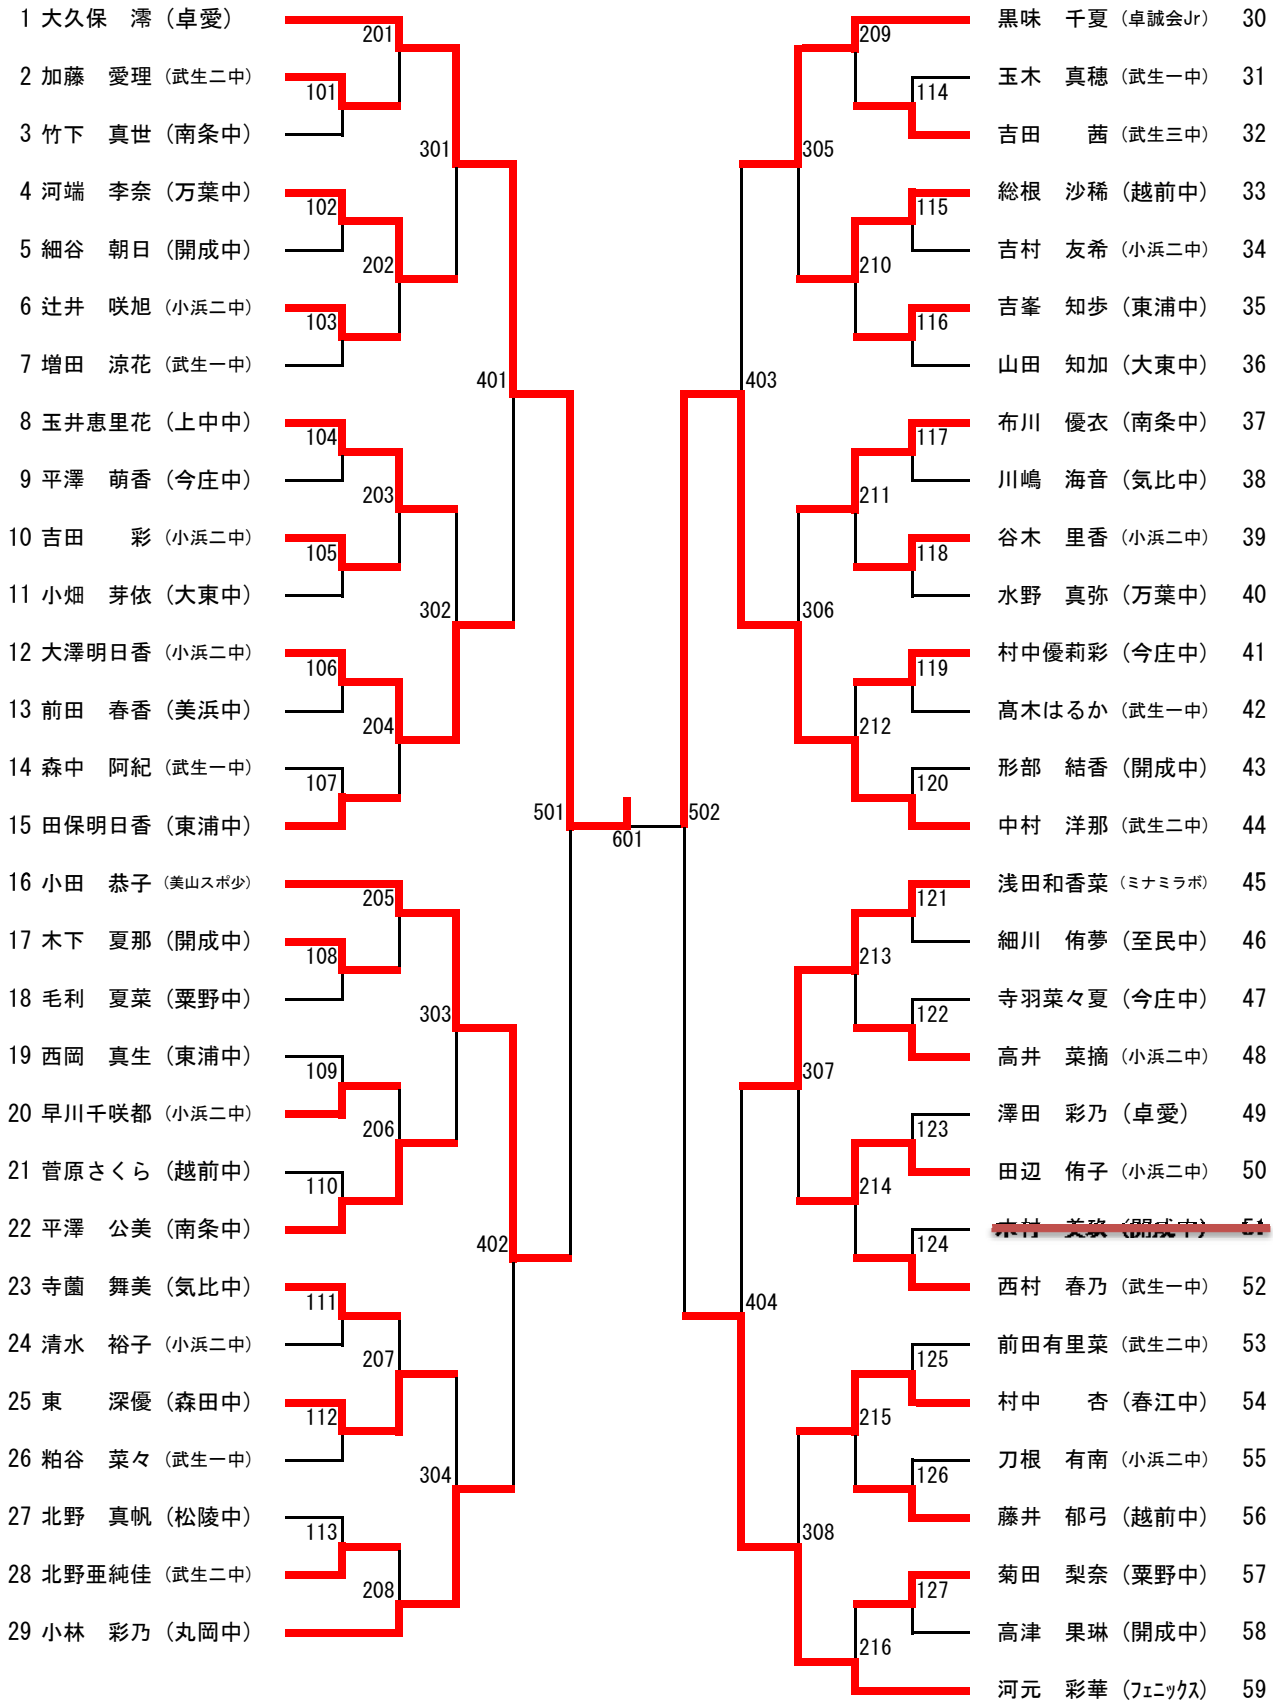 1 大久保　澪（卓愛）
2 加藤　愛理（武生二中）
3 竹下　真世（南条中）
4 河端　李奈（万葉中）
5 細谷　朝日（開成中）
6 辻井　咲旭（小浜二中）
7 増田　涼花（武生一中）
8 玉井恵里花（上中中）
9 平澤　萌香（今庄中）
10 吉田　　彩（小浜二中）
11 小畑　芽依（大東中）
12 大澤明日香（小浜二中）
13 前田　春香（美浜中）
14 森中　阿紀（武生一中）
15 田保明日香（東浦中）
16 小田　恭子（美山スポ少）
17 木下　夏那（開成中）
18 毛利　夏菜（粟野中）
19 西岡　真生（東浦中）
20 早川千咲都（小浜二中）
21 菅原さくら（越前中）
22 平澤　公美（南条中）
23 寺薗　舞美（気比中）
24 清水　裕子（小浜二中）
25 東　　深優（森田中）
26 粕谷　菜々（武生一中）
27 北野　真帆（松陵中）
28 北野亜純佳（武生二中）
29 小林　彩乃（丸岡中）
101
102
103
104
105
106
107
108
109
110
111
112
113
201
202
203
204
205
206
207
208
301
302
303
304
401
402
501
601
502
403
404
305
306
307
308
209
210
211
212
213
214
215
216
114
115
116
117
118
119
120
121
122
123
124
125
126
127
黒味　千夏（卓誠会Jr） 30
玉木　真穂（武生一中） 31
吉田　　茜（武生三中） 32
総根　沙稀（越前中） 33
吉村　友希（小浜二中） 34
吉峯　知歩（東浦中） 35
山田　知加（大東中） 36
布川　優衣（南条中） 37
川嶋　海音（気比中） 38
谷木　里香（小浜二中） 39
水野　真弥（万葉中） 40
村中優莉彩（今庄中） 41
髙木はるか（武生一中） 42
形部　結香（開成中） 43
中村　洋那（武生二中） 44
浅田和香菜（ミナミラボ） 45
細川　侑夢（至民中） 46
寺羽菜々夏（今庄中） 47
高井　菜摘（小浜二中） 48
澤田　彩乃（卓愛） 49
田辺　侑子（小浜二中） 50
（開成中） 51
西村　春乃（武生一中） 52
前田有里菜（武生二中） 53
村中　　杏（春江中） 54
刀根　有南（小浜二中） 55
藤井　郁弓（越前中） 56
菊田　梨奈（粟野中） 57
高津　果琳（開成中） 58
河元　彩華（フェニックス） 59